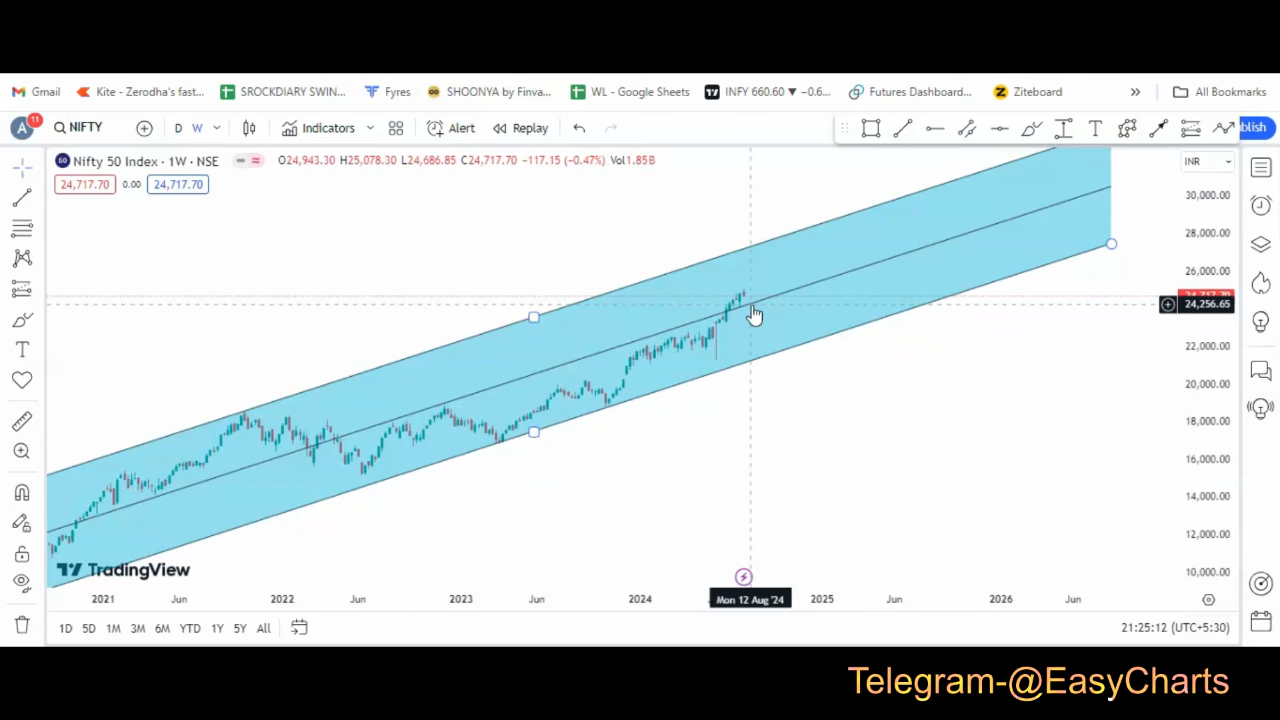 Gmail
Kite - Zerodha's fast...
SROCKDIARY SWIN...
Fyres
SHOONYA by Finva...
WL - Google Sheets
INFY 660.60 ▼ −0.6...
Futures Dashboard...
Ziteboard
»
All Bookmarks
A
11
NIFTY
D
W
Indicators
Alert
Replay
blish
Nifty 50 Index · 1W · NSE
O24,943.30 H25,078.30 L24,686.85 C24,717.70 −117.15 (−0.47%) Vol1.85B
INR
24,717.70
0.00
24,717.70
30,000.00
28,000.00
26,000.00
24,717.70
24,256.65
22,000.00
20,000.00
18,000.00
16,000.00
14,000.00
12,000.00
10,000.00
TradingView
2021
Jun
2022
Jun
2023
Jun
2024
Mon 12 Aug '24
2025
Jun
2026
Jun
1D 5D 1M 3M 6M YTD 1Y 5Y All
21:25:12 (UTC+5:30)
Telegram-@EasyCharts